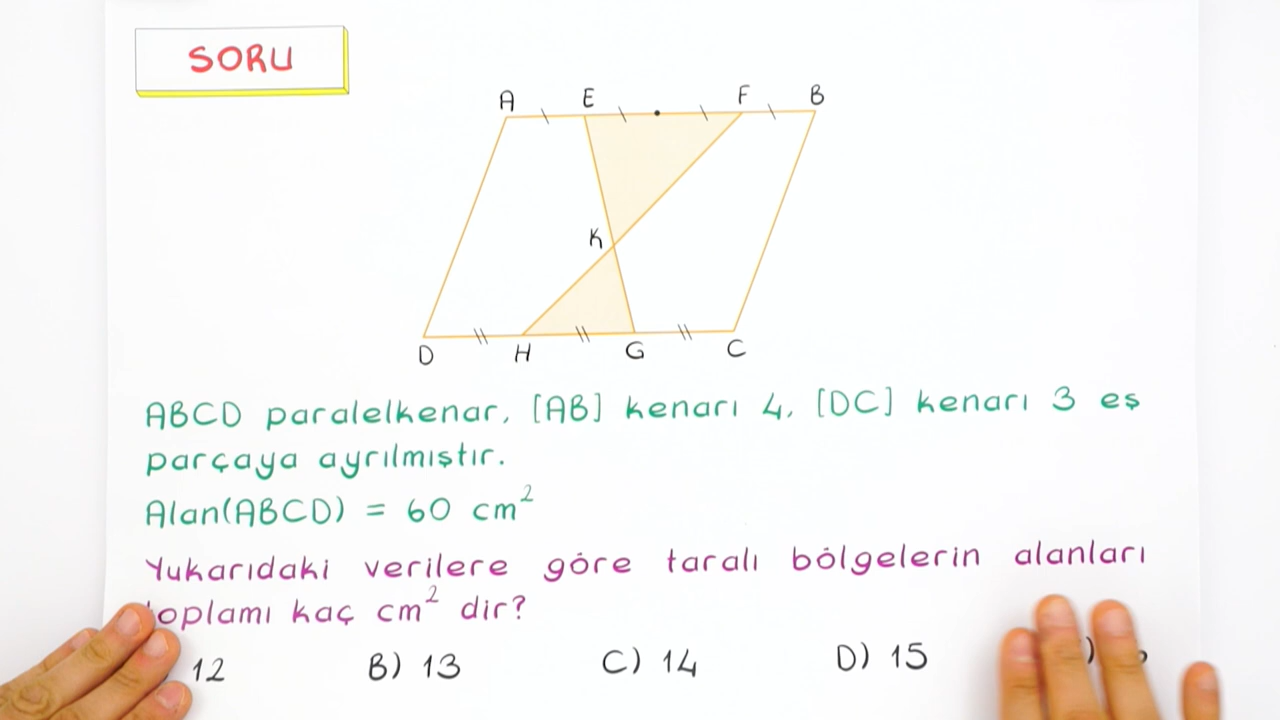 SORU
A E F B
K
D H G C
ABCD paralelkenar, [AB] kenarı 4, [DC] kenarı 3 eş
parçaya ayrılmıştır.
Alan(ABCD) = 60 cm²
Yukarıdaki verilere göre taralı bölgelerin alanları
toplamı kaç cm² dir?
12 B) 13 C) 14 D) 15 )